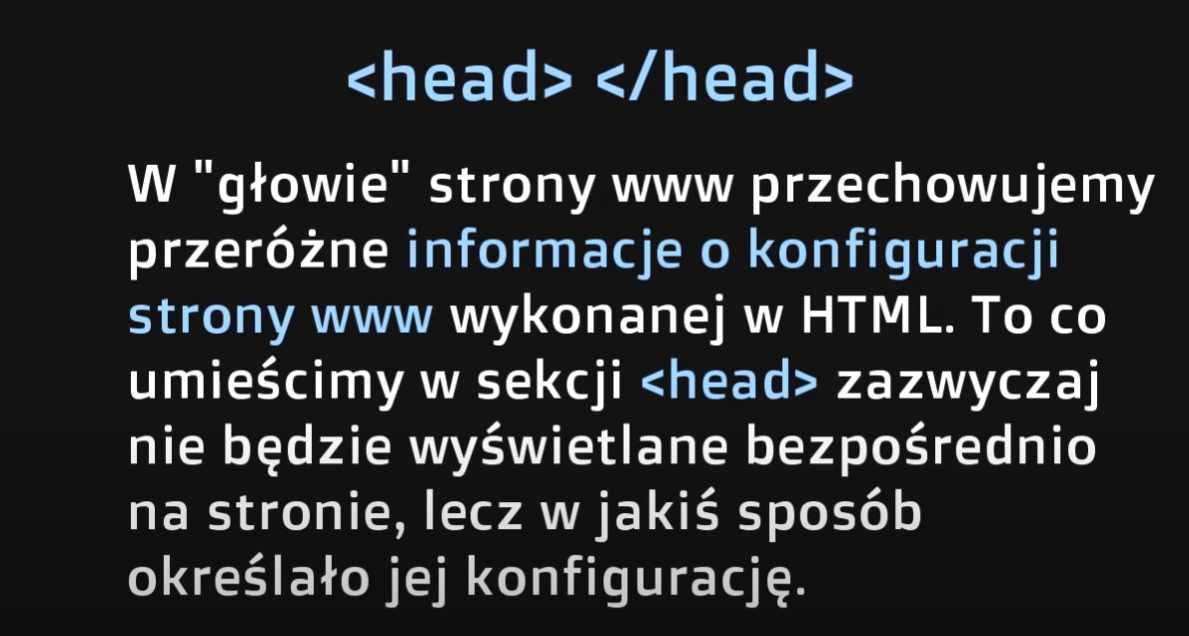 <head> </head>
W "głowie" strony www przechowujemy
przeróżne informacje o konfiguracji
strony www wykonanej w HTML. To co
umieścimy w sekcji <head> zazwyczaj
nie będzie wyświetlane bezpośrednio
na stronie, lecz w jakiś sposób
określało jej konfigurację.